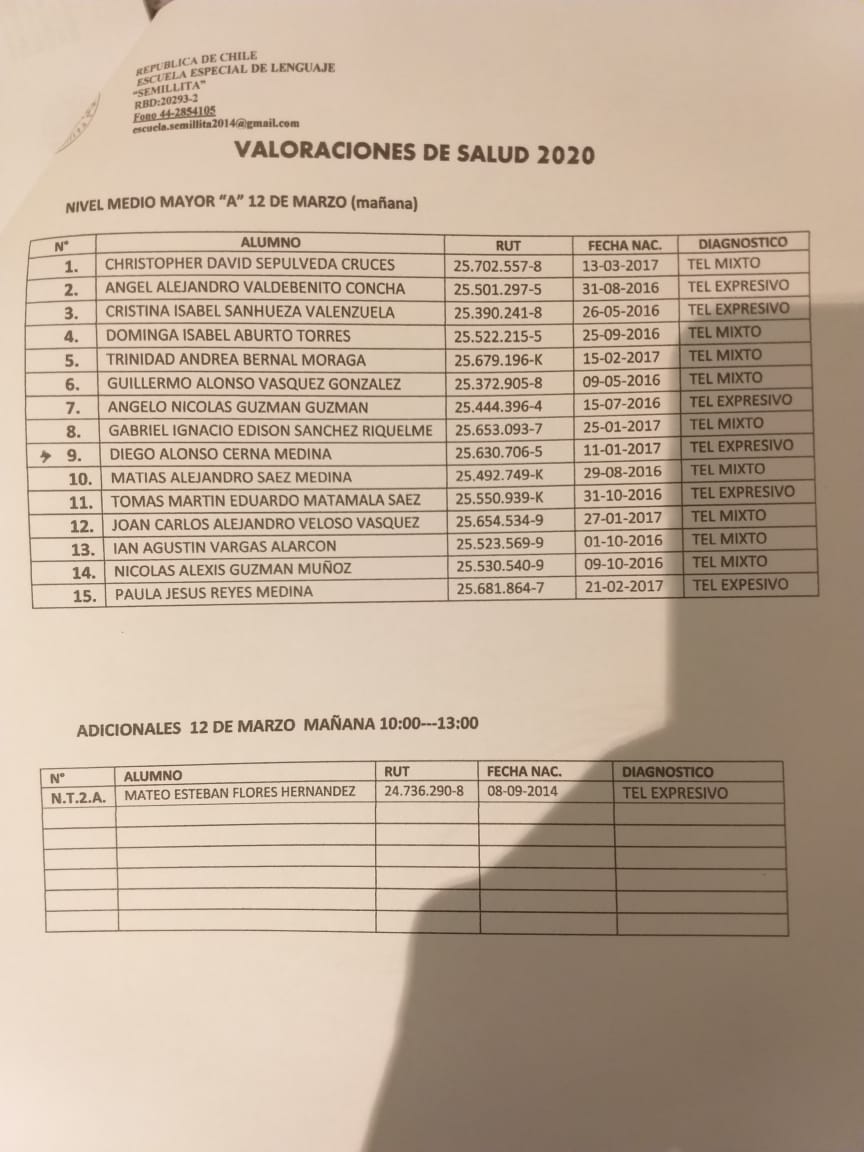 REPUBLICA DE CHILE
ESCUELA ESPECIAL DE LENGUAJE
"SEMILLITA"
RBD:20293-2
Fono 44-2854105
escuela.semillita2014@gmail.com
VALORACIONES DE SALUD 2020
NIVEL MEDIO MAYOR "A" 12 DE MARZO (mañana)
N° ALUMNO RUT FECHA NAC. DIAGNOSTICO
1. CHRISTOPHER DAVID SEPULVEDA CRUCES 25.702.557-8 13-03-2017 TEL MIXTO
2. ANGEL ALEJANDRO VALDEBENITO CONCHA 25.501.297-5 31-08-2016 TEL EXPRESIVO
3. CRISTINA ISABEL SANHUEZA VALENZUELA 25.390.241-8 26-05-2016 TEL EXPRESIVO
4. DOMINGA ISABEL ABURTO TORRES 25.522.215-5 25-09-2016 TEL MIXTO
5. TRINIDAD ANDREA BERNAL MORAGA 25.679.196-K 15-02-2017 TEL MIXTO
6. GUILLERMO ALONSO VASQUEZ GONZALEZ 25.372.905-8 09-05-2016 TEL MIXTO
7. ANGELO NICOLAS GUZMAN GUZMAN 25.444.396-4 15-07-2016 TEL EXPRESIVO
8. GABRIEL IGNACIO EDISON SANCHEZ RIQUELME 25.653.093-7 25-01-2017 TEL MIXTO
9. DIEGO ALONSO CERNA MEDINA 25.630.706-5 11-01-2017 TEL EXPRESIVO
10. MATIAS ALEJANDRO SAEZ MEDINA 25.492.749-K 29-08-2016 TEL MIXTO
11. TOMAS MARTIN EDUARDO MATAMALA SAEZ 25.550.939-K 31-10-2016 TEL EXPRESIVO
12. JOAN CARLOS ALEJANDRO VELOSO VASQUEZ 25.654.534-9 27-01-2017 TEL MIXTO
13. IAN AGUSTIN VARGAS ALARCON 25.523.569-9 01-10-2016 TEL MIXTO
14. NICOLAS ALEXIS GUZMAN MUÑOZ 25.530.540-9 09-10-2016 TEL MIXTO
15. PAULA JESUS REYES MEDINA 25.681.864-7 21-02-2017 TEL EXPESIVO
ADICIONALES 12 DE MARZO MAÑANA 10:00---13:00
N° ALUMNO RUT FECHA NAC. DIAGNOSTICO
N.T.2.A. MATEO ESTEBAN FLORES HERNANDEZ 24.736.290-8 08-09-2014 TEL EXPRESIVO